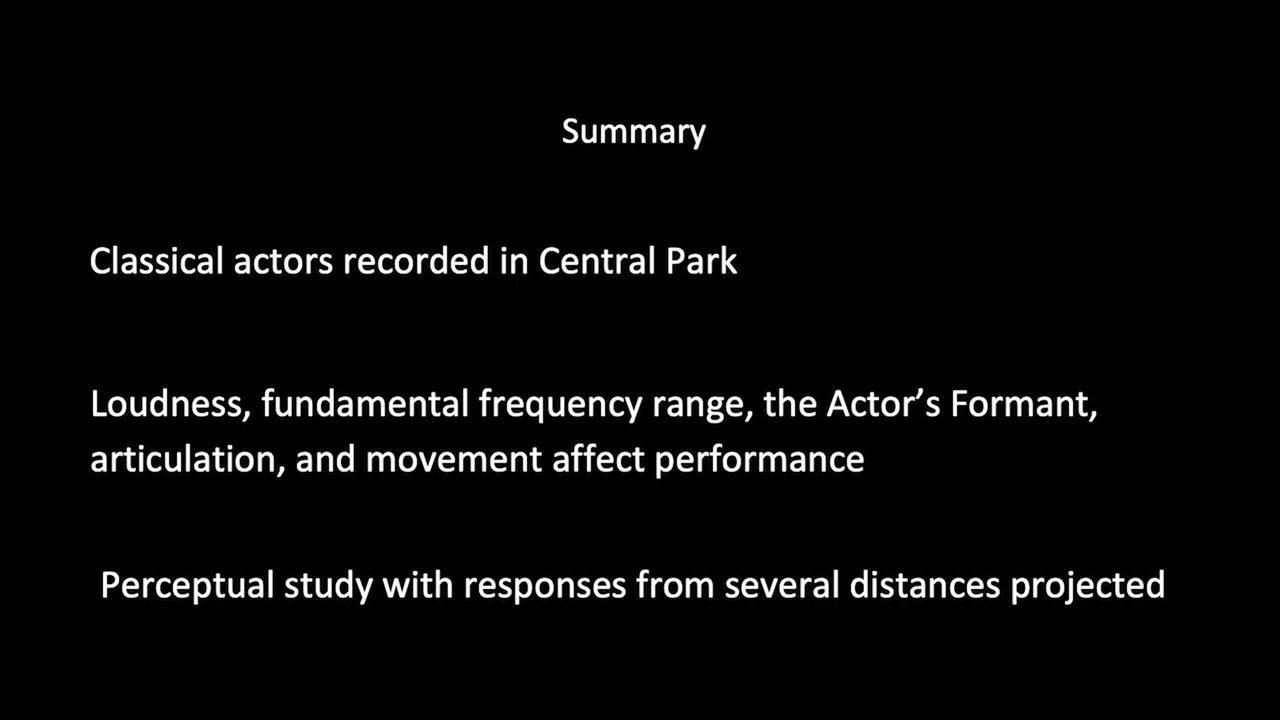 Summary
Classical actors recorded in Central Park
Loudness, fundamental frequency range, the Actor’s Formant,
articulation, and movement affect performance
Perceptual study with responses from several distances projected